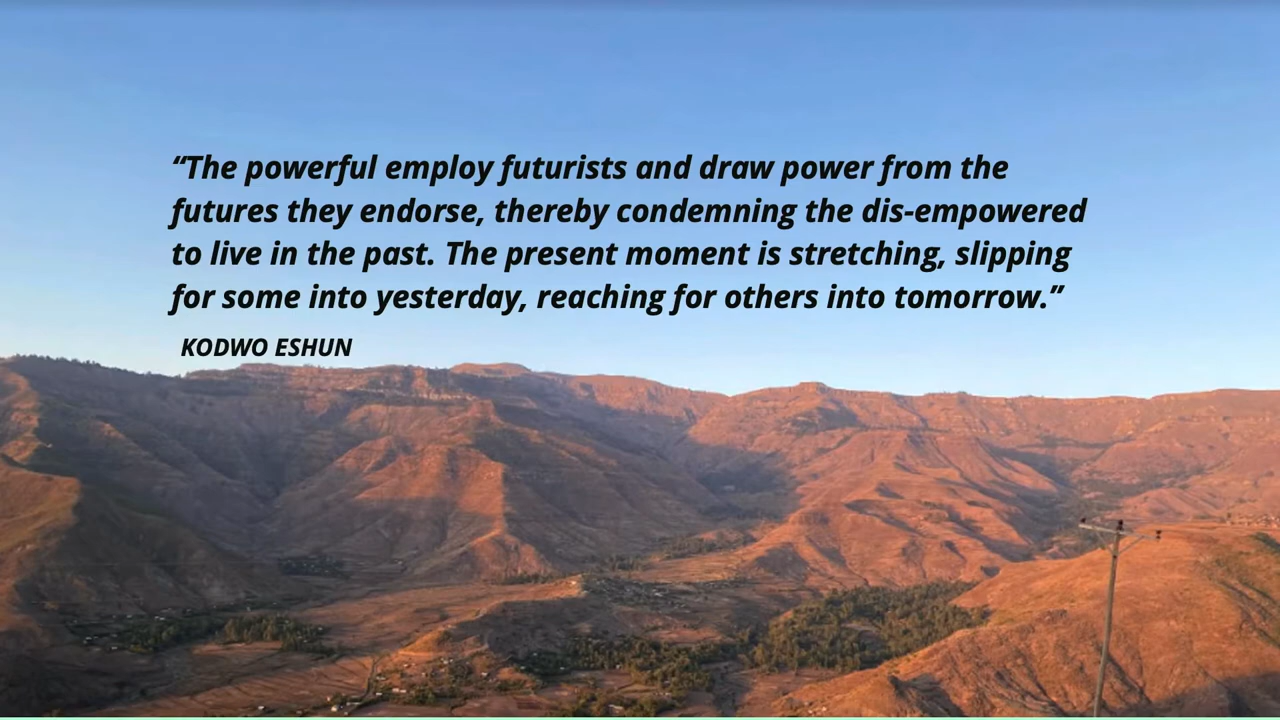 “The powerful employ futurists and draw power from the
futures they endorse, thereby condemning the dis-empowered
to live in the past. The present moment is stretching, slipping
for some into yesterday, reaching for others into tomorrow.”
KODWO ESHUN